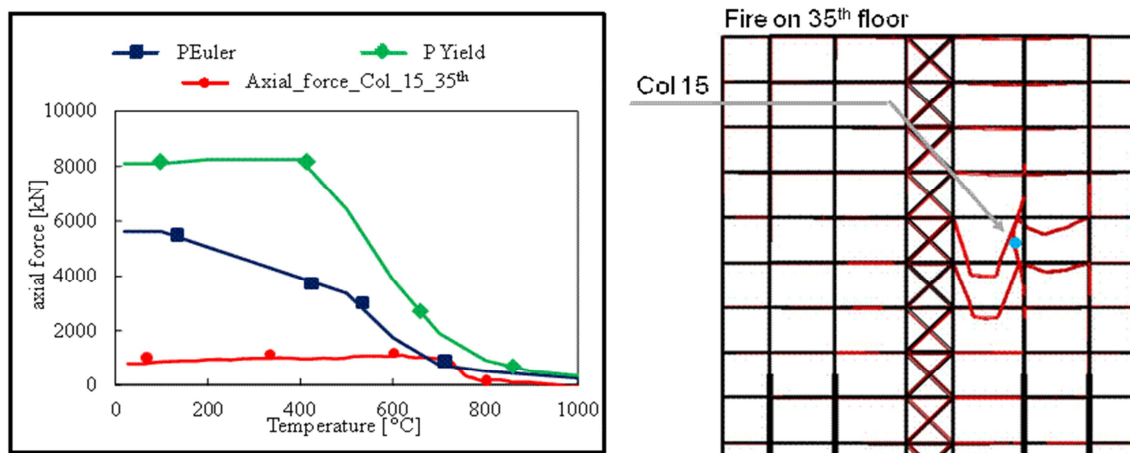 PEuler
P Yield
Axial_force_Col_15_35th
axial force [kN]
10000
8000
6000
4000
2000
0
0 200 400 600 800 1000
Temperature [°C]
Fire on 35th floor
Col 15